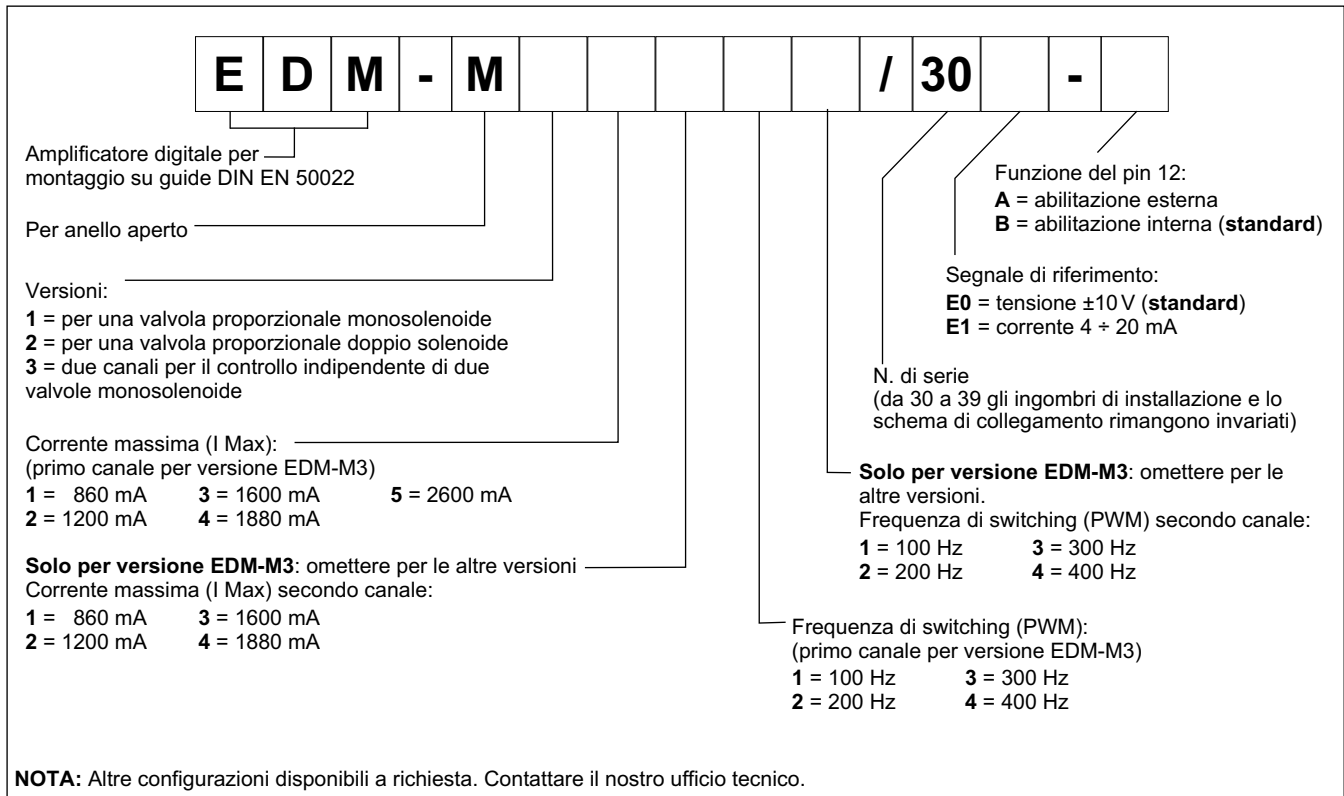 E D M - M / 30 -
Amplificatore digitale per
montaggio su guide DIN EN 50022
Per anello aperto
Versioni:
1 = per una valvola proporzionale monosolenoide
2 = per una valvola proporzionale doppio solenoide
3 = due canali per il controllo indipendente di due
valvole monosolenoide
Corrente massima (I Max):
(primo canale per versione EDM-M3)
1 = 860 mA 3 = 1600 mA 5 = 2600 mA
2 = 1200 mA 4 = 1880 mA
Solo per versione EDM-M3: omettere per le altre versioni
Corrente massima (I Max) secondo canale:
1 = 860 mA 3 = 1600 mA
2 = 1200 mA 4 = 1880 mA
Funzione del pin 12:
A = abilitazione esterna
B = abilitazione interna (standard)
Segnale di riferimento:
E0 = tensione ±10 V (standard)
E1 = corrente 4 ÷ 20 mA
N. di serie
(da 30 a 39 gli ingombri di installazione e lo
schema di collegamento rimangono invariati)
Solo per versione EDM-M3: omettere per le
altre versioni.
Frequenza di switching (PWM) secondo canale:
1 = 100 Hz 3 = 300 Hz
2 = 200 Hz 4 = 400 Hz
Frequenza di switching (PWM):
(primo canale per versione EDM-M3)
1 = 100 Hz 3 = 300 Hz
2 = 200 Hz 4 = 400 Hz
NOTA: Altre configurazioni disponibili a richiesta. Contattare il nostro ufficio tecnico.